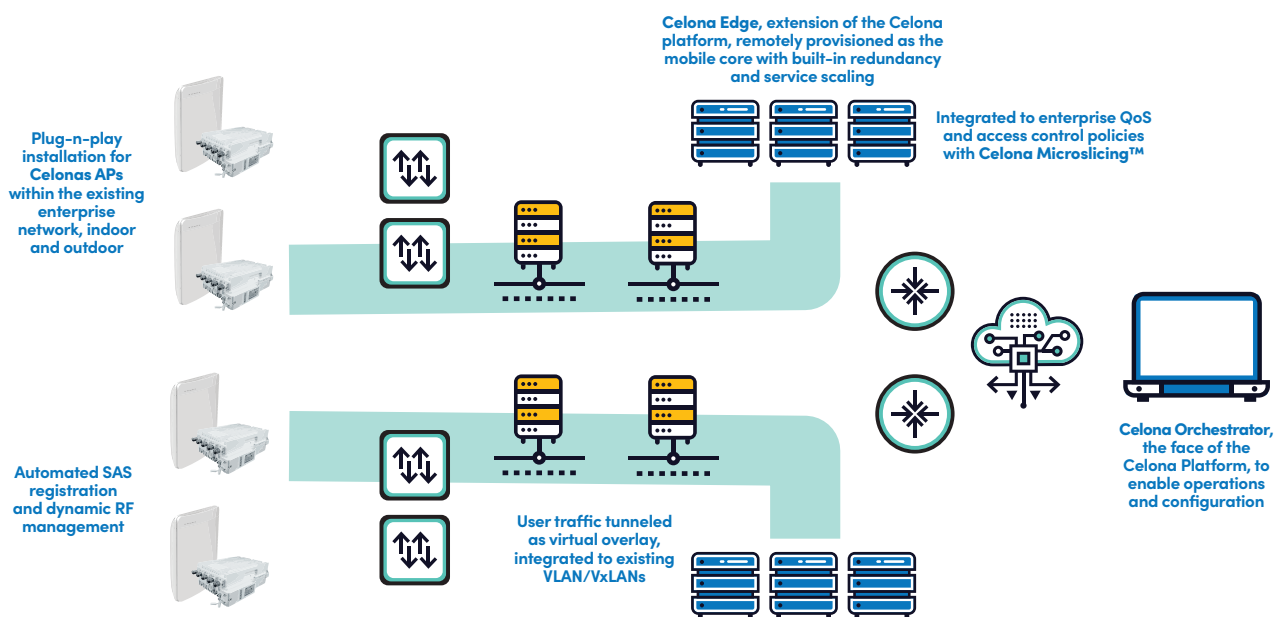 Celona Edge, extension of the Celona
platform, remotely provisioned as the
mobile core with built-in redundancy
and service scaling
Integrated to enterprise QoS
and access control policies
with Celona Microslicing™
Plug-n-play
installation for
Celonas APs
within the existing
enterprise
network, indoor
and outdoor
Celona Orchestrator,
the face of the
Celona Platform, to
enable operations
and configuration
Automated SAS
registration
and dynamic RF
management
User traffic tunneled
as virtual overlay,
integrated to existing
VLAN/VxLANs